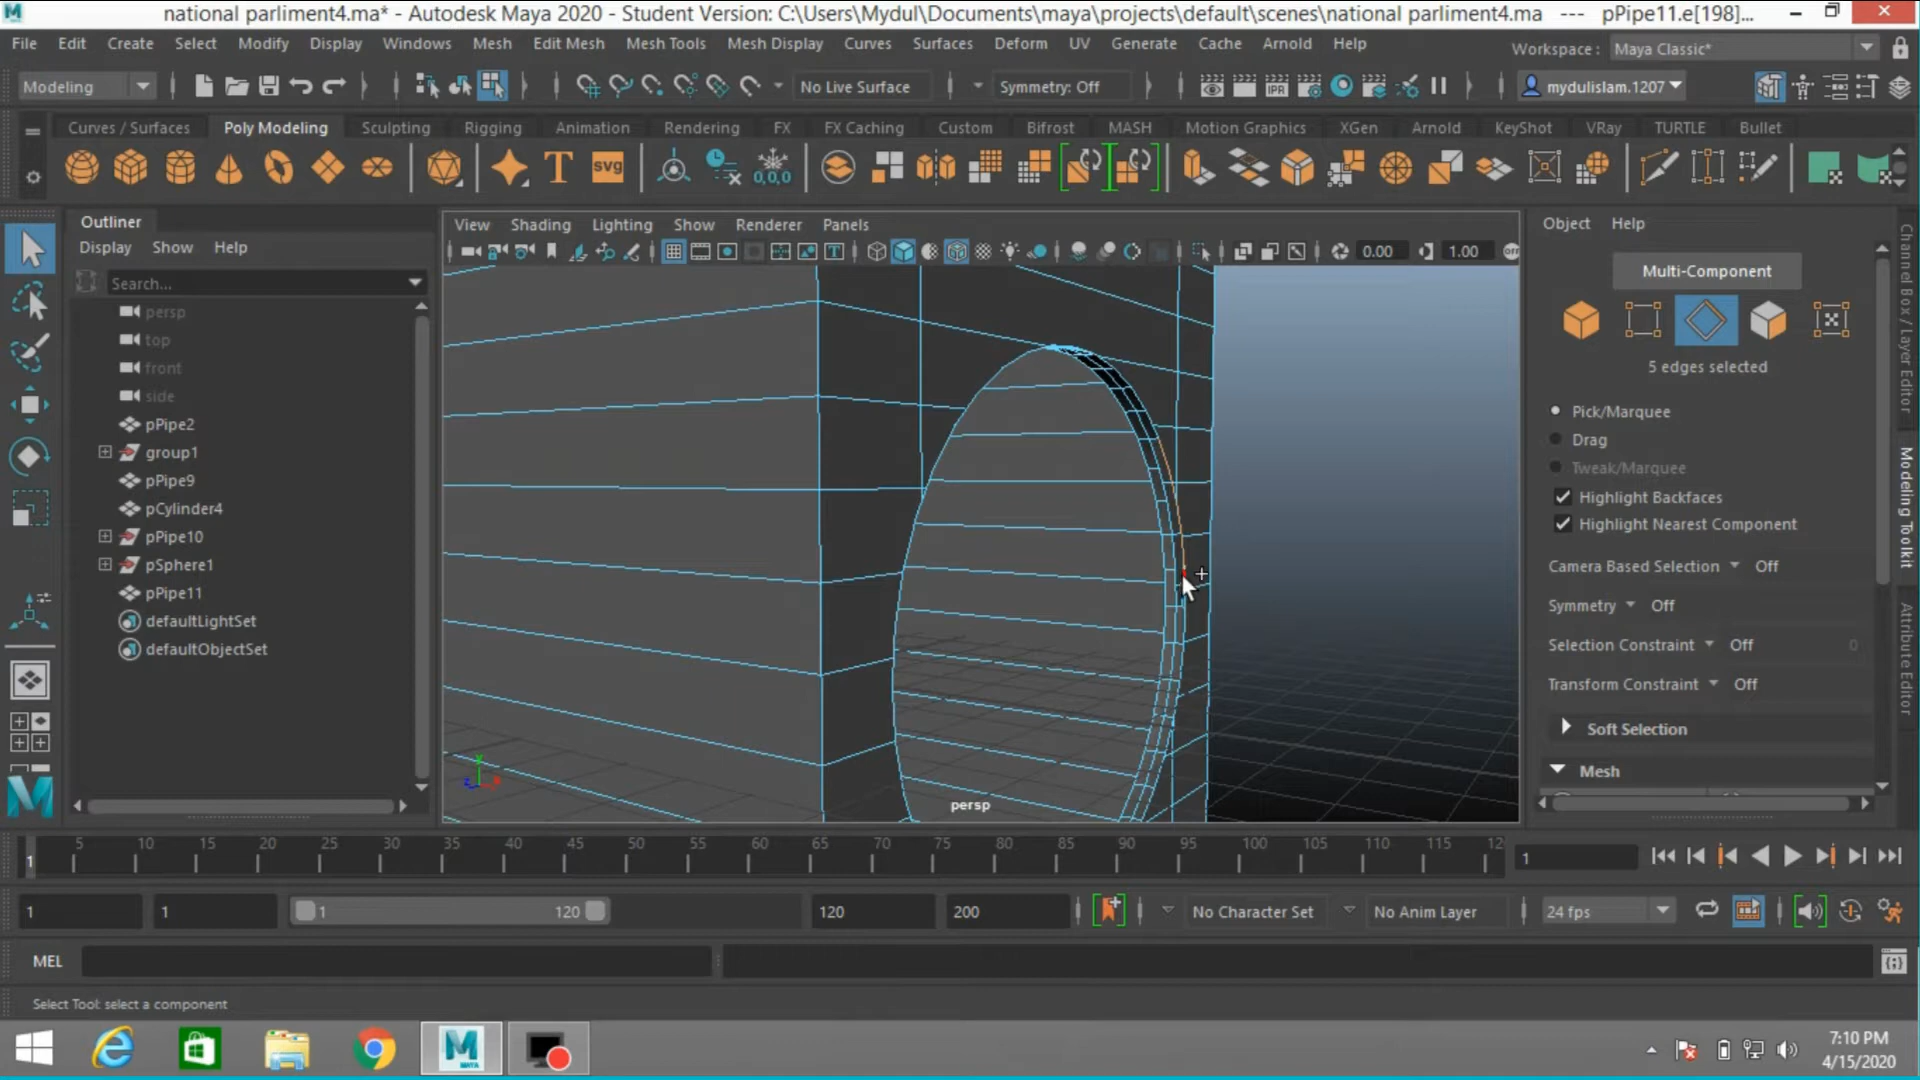 national parliment4.ma* - Autodesk Maya 2020 - Student Version: C:\Users\Mydul\Documents\maya\projects\default\scenes\national parliment4.ma --- pPipe11.e[198]...
File Edit Create Select Modify Display Windows Mesh Edit Mesh Mesh Tools Mesh Display Curves Surfaces Deform UV Generate Cache Arnold Help Workspace : Maya Classic*
Modeling No Live Surface Symmetry: Off IPR mydulislam.1207
Curves / Surfaces Poly Modeling Sculpting Rigging Animation Rendering FX FX Caching Custom Bifrost MASH Motion Graphics XGen Arnold KeyShot VRay TURTLE Bullet
T svg 0,0,0
Outliner
Display Show Help
Search...
persp
top
front
side
pPipe2
group1
pPipe9
pCylinder4
pPipe10
pSphere1
pPipe11
defaultLightSet
defaultObjectSet
View Shading Lighting Show Renderer Panels
0.00 1.00
persp
Object Help
Multi-Component
5 edges selected
Pick/Marquee
Drag
Tweak/Marquee
Highlight Backfaces
Highlight Nearest Component
Camera Based Selection Off
Symmetry Off
Selection Constraint Off 0
Transform Constraint Off
Soft Selection
Mesh
Channel Box / Layer Editor
Modeling Toolkit
Attribute Editor
1 5 10 15 20 25 30 35 40 45 50 55 60 65 70 75 80 85 90 95 100 105 110 115 12 1
1 1 1 120 120 200 No Character Set No Anim Layer 24 fps
MEL
Select Tool: select a component
MAYA
7:10 PM
4/15/2020